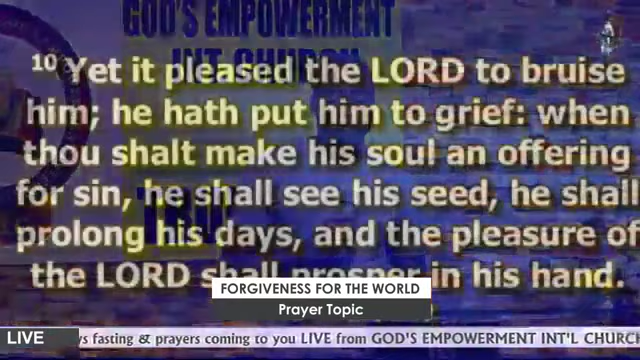 GOD'S EMPOWERMENT
INT'L CHURCH
10 Yet it pleased the LORD to bruise
him; he hath put him to grief: when
thou shalt make his soul an offering
for sin, he shall see his seed, he shall
prolong his days, and the pleasure of
the LORD shall prosper in his hand.
FORGIVENESS FOR THE WORLD
Prayer Topic
LIVE
ys fasting & prayers coming to you LIVE from GOD'S EMPOWERMENT INT'L CHURC